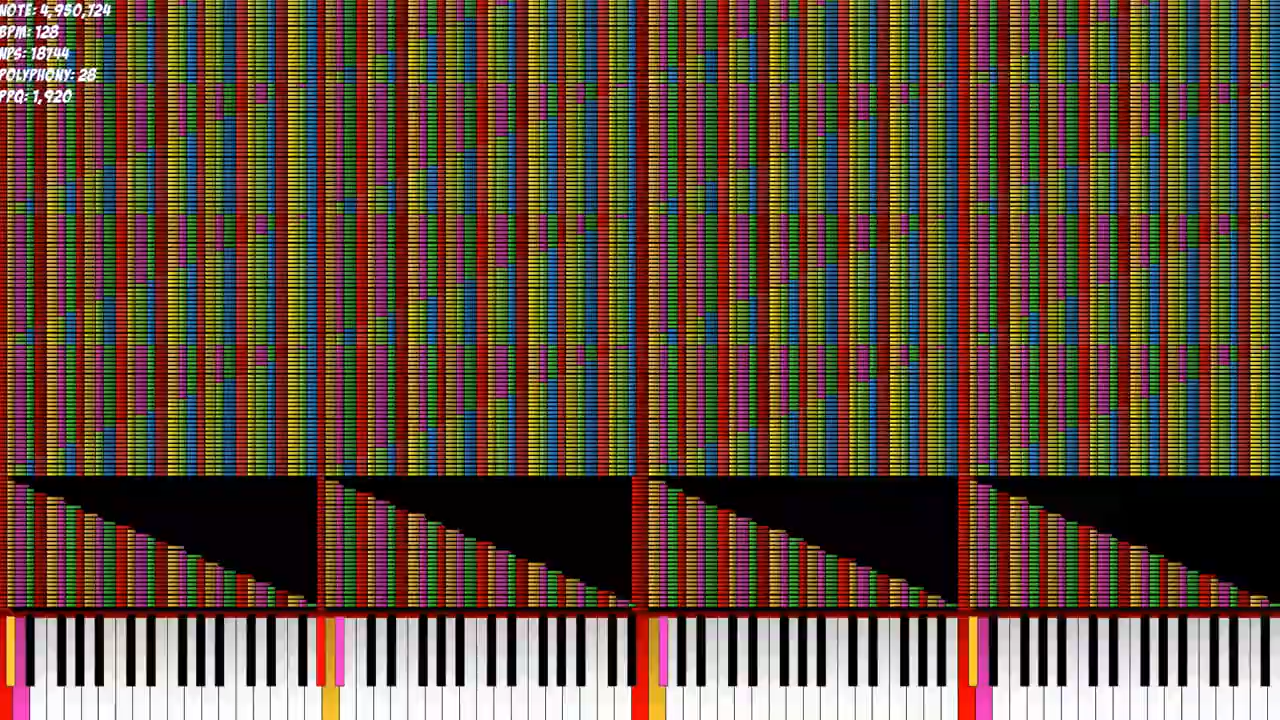 NOTE: 4,950,724
BPM: 128
NPS: 18744
POLYPHONY: 28
PPQ: 1,920